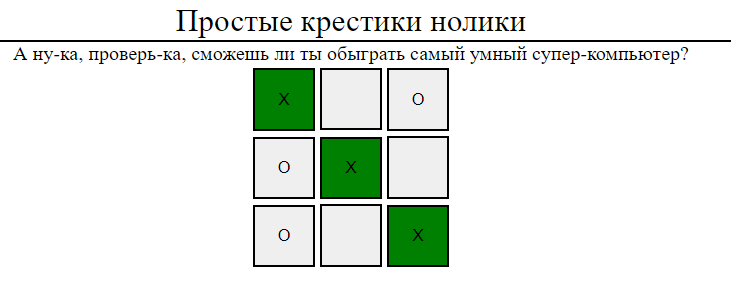 Простые крестики нолики
А ну-ка, проверь-ка, сможешь ли ты обыграть самый умный супер-компьютер?
X O
O X
O X